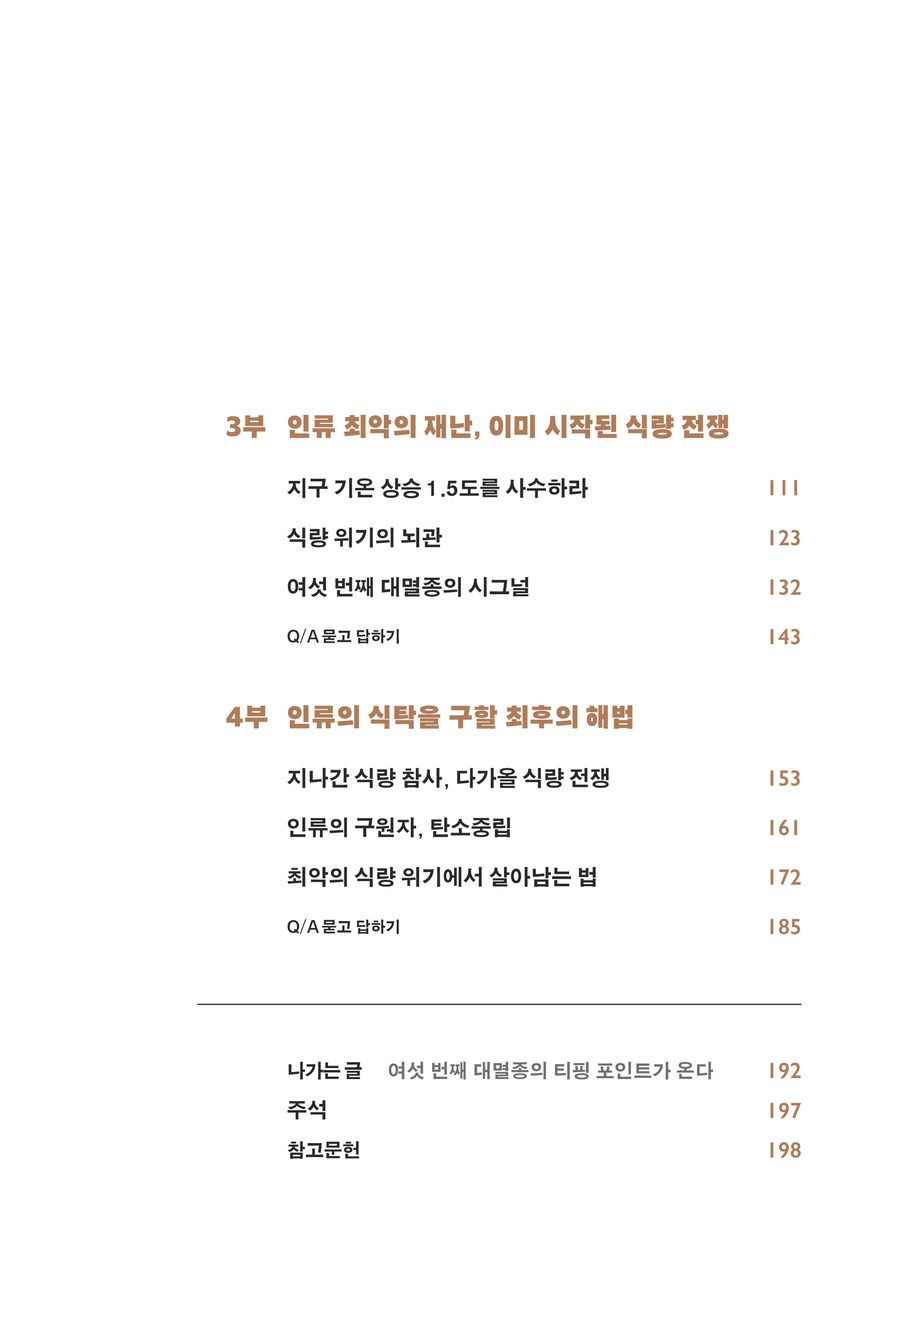 3부 인류 최악의 재난, 이미 시작된 식량 전쟁
지구 기온 상승 1.5도를 사수하라 111
식량 위기의 뇌관 123
여섯 번째 대멸종의 시그널 132
Q/A 묻고 답하기 143
4부 인류의 식탁을 구할 최후의 해법
지나간 식량 참사, 다가올 식량 전쟁 153
인류의 구원자, 탄소중립 161
최악의 식량 위기에서 살아남는 법 172
Q/A 묻고 답하기 185
나가는 글 여섯 번째 대멸종의 티핑 포인트가 온다 192
주석 197
참고문헌 198